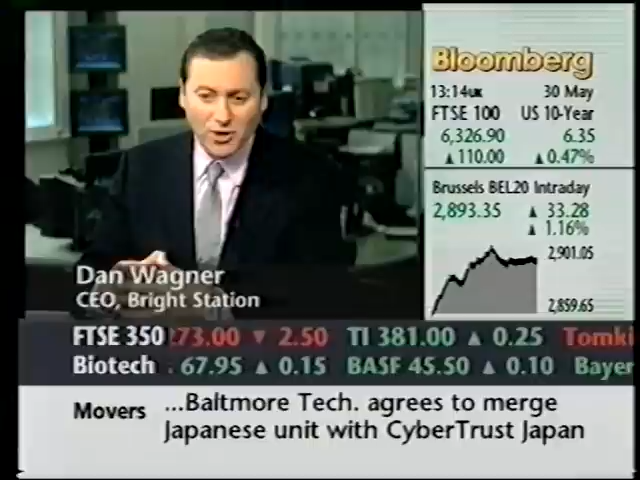 Bloomberg
13:14UK 30 May
FTSE 100 US 10-Year
6,326.90 6.35
▲110.00 ▲0.47%
Brussels BEL20 Intraday
2,893.35 ▲ 33.28
▲ 1.16%
2,901.05
2,859.65
Dan Wagner
CEO, Bright Station
FTSE 350 273.00 ▼ 2.50 TI 381.00 ▲ 0.25 Tomki
Biotech . 67.95 ▲ 0.15 BASF 45.50 ▲ 0.10 Bayer
Movers ...Baltmore Tech. agrees to merge
Japanese unit with CyberTrust Japan